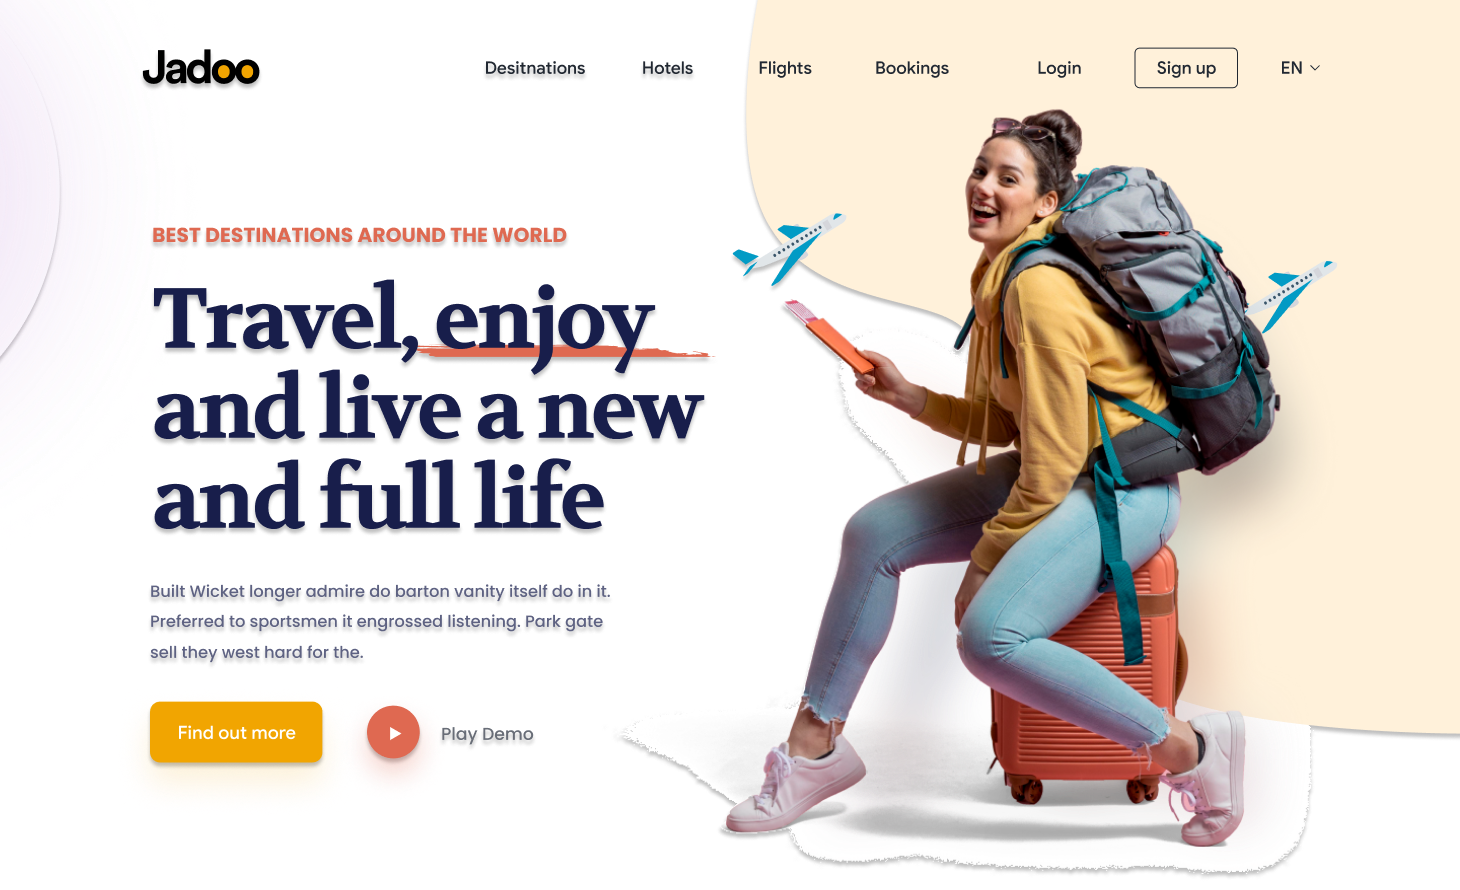 Jadoo
Desitnations
Hotels
Flights
Bookings
Login
Sign up
EN
BEST DESTINATIONS AROUND THE WORLD
Travel, enjoy
and live a new
and full life
Built Wicket longer admire do barton vanity itself do in it.
Preferred to sportsmen it engrossed listening. Park gate
sell they west hard for the.
Find out more
Play Demo